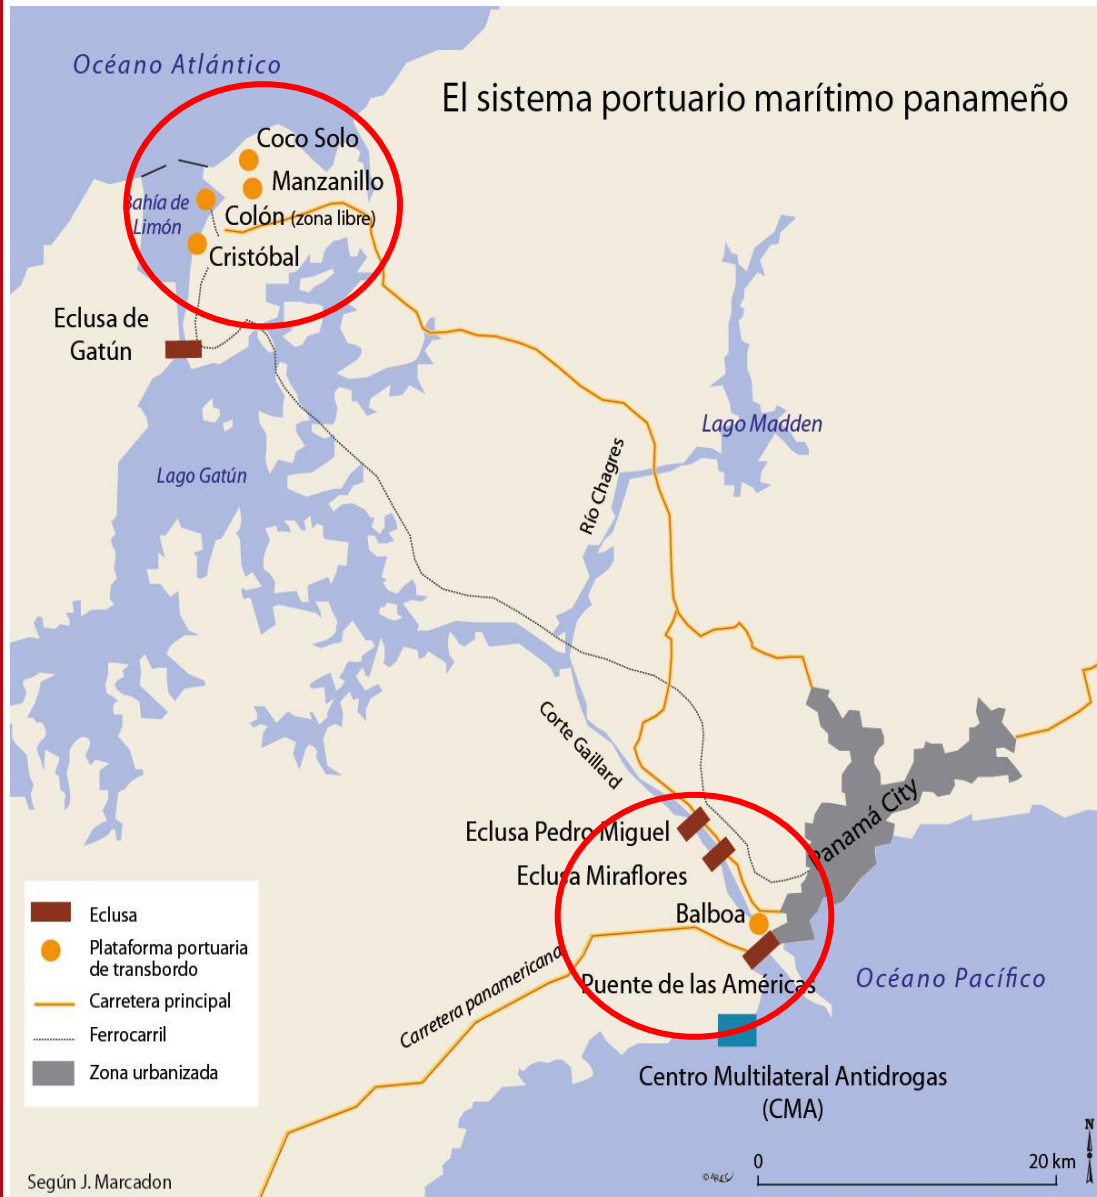 Océano Atlántico
El sistema portuario marítimo panameño
Coco Solo
Manzanillo
Bahía de
Limón
Colón (zona libre)
Cristóbal
Eclusa de
Gatún
Lago Madden
Río Chagres
Lago Gatún
Corte Gaillard
Eclusa Pedro Miguel
Panamá City
Eclusa Miraflores
Balboa
Carretera panamericana
Puente de las Américas
Océano Pacífico
Centro Multilateral Antidrogas
(CMA)
Eclusa
Plataforma portuaria
de transbordo
Carretera principal
Ferrocarril
Zona urbanizada
Según J. Marcadon
N
0 20 km